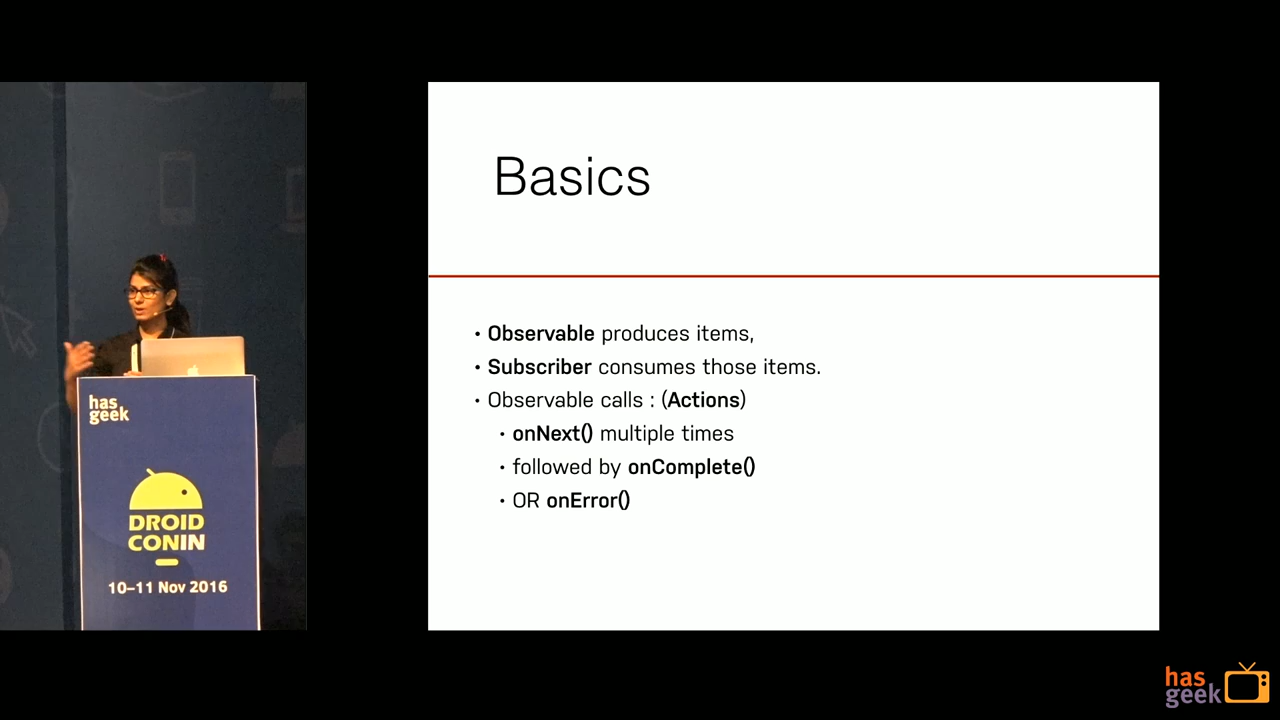 Basics
• Observable produces items,
• Subscriber consumes those items.
• Observable calls : (Actions)
• onNext() multiple times
• followed by onComplete()
• OR onError()
has
geek
DROID
CONIN
10–11 Nov 2016
has
geek